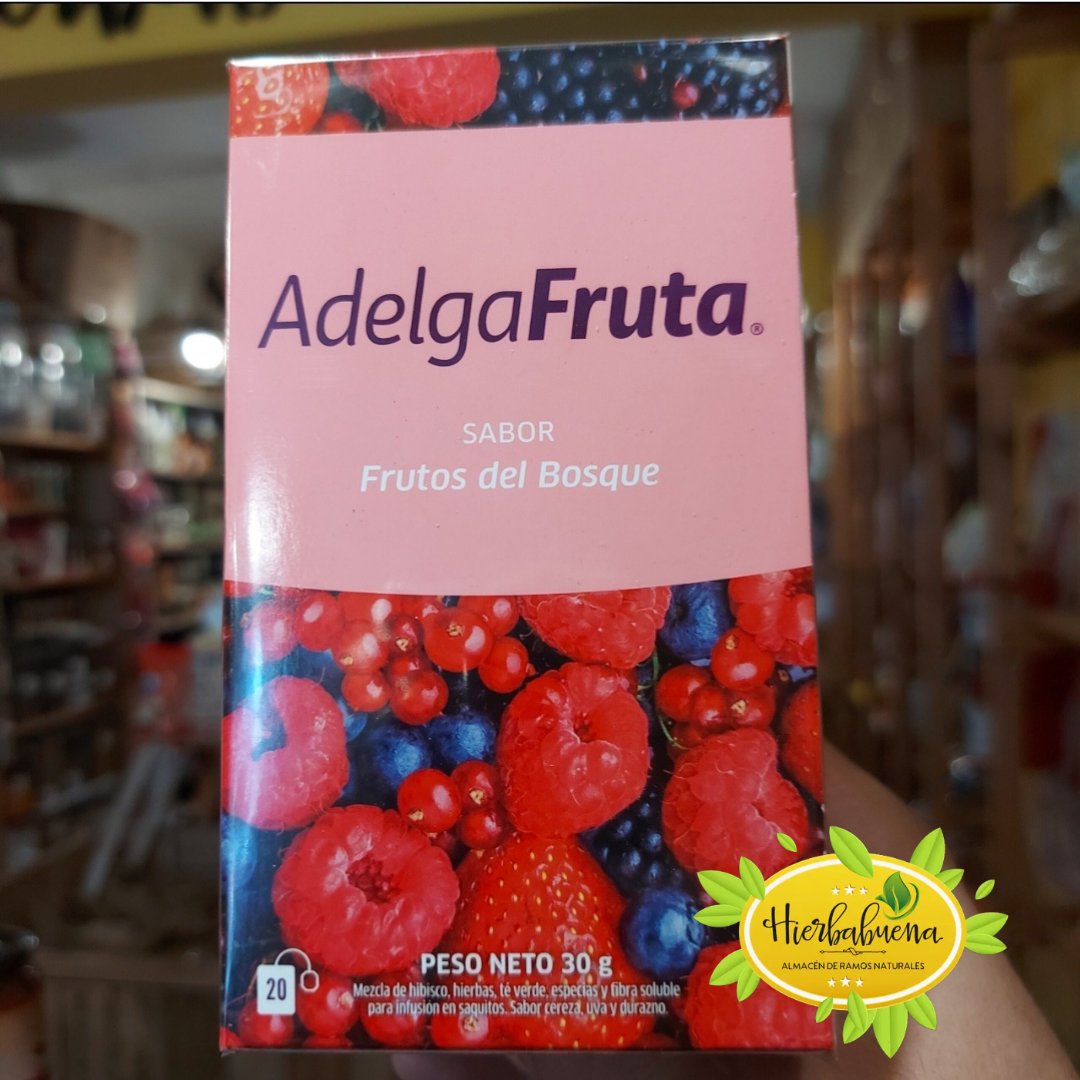 AdelgaFruta®
SABOR
Frutos del Bosque
PESO NETO 30 g
20
Mezcla de hibisco, hierbas, té verde, especias y fibra soluble
para infusión en saquitos. Sabor cereza, uva y durazno.
Hierbabuena
ALMACÉN DE RAMOS NATURALES